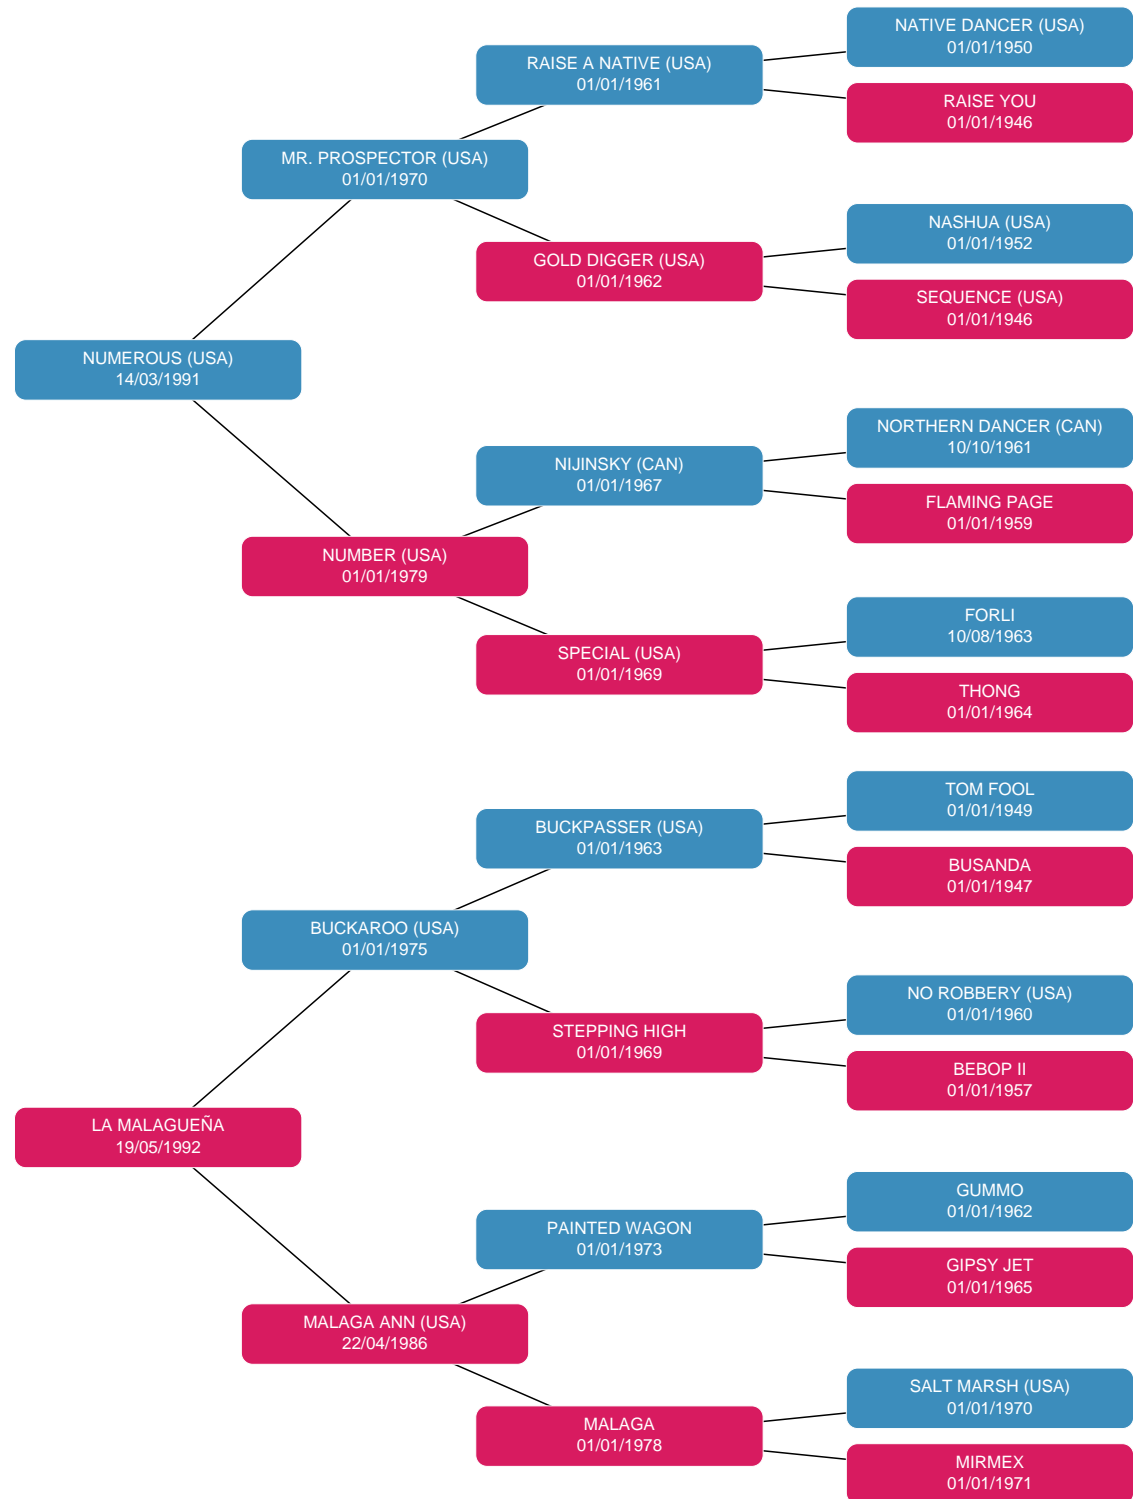 NATIVE DANCER (USA)
01/01/1950
RAISE A NATIVE (USA)
01/01/1961
RAISE YOU
01/01/1946
MR. PROSPECTOR (USA)
01/01/1970
NASHUA (USA)
01/01/1952
GOLD DIGGER (USA)
01/01/1962
SEQUENCE (USA)
01/01/1946
NUMEROUS (USA)
14/03/1991
NORTHERN DANCER (CAN)
10/10/1961
NIJINSKY (CAN)
01/01/1967
FLAMING PAGE
01/01/1959
NUMBER (USA)
01/01/1979
FORLI
10/08/1963
SPECIAL (USA)
01/01/1969
THONG
01/01/1964
TOM FOOL
01/01/1949
BUCKPASSER (USA)
01/01/1963
BUSANDA
01/01/1947
BUCKAROO (USA)
01/01/1975
NO ROBBERY (USA)
01/01/1960
STEPPING HIGH
01/01/1969
BEBOP II
01/01/1957
LA MALAGUEÑA
19/05/1992
GUMMO
01/01/1962
PAINTED WAGON
01/01/1973
GIPSY JET
01/01/1965
MALAGA ANN (USA)
22/04/1986
SALT MARSH (USA)
01/01/1970
MALAGA
01/01/1978
MIRMEX
01/01/1971